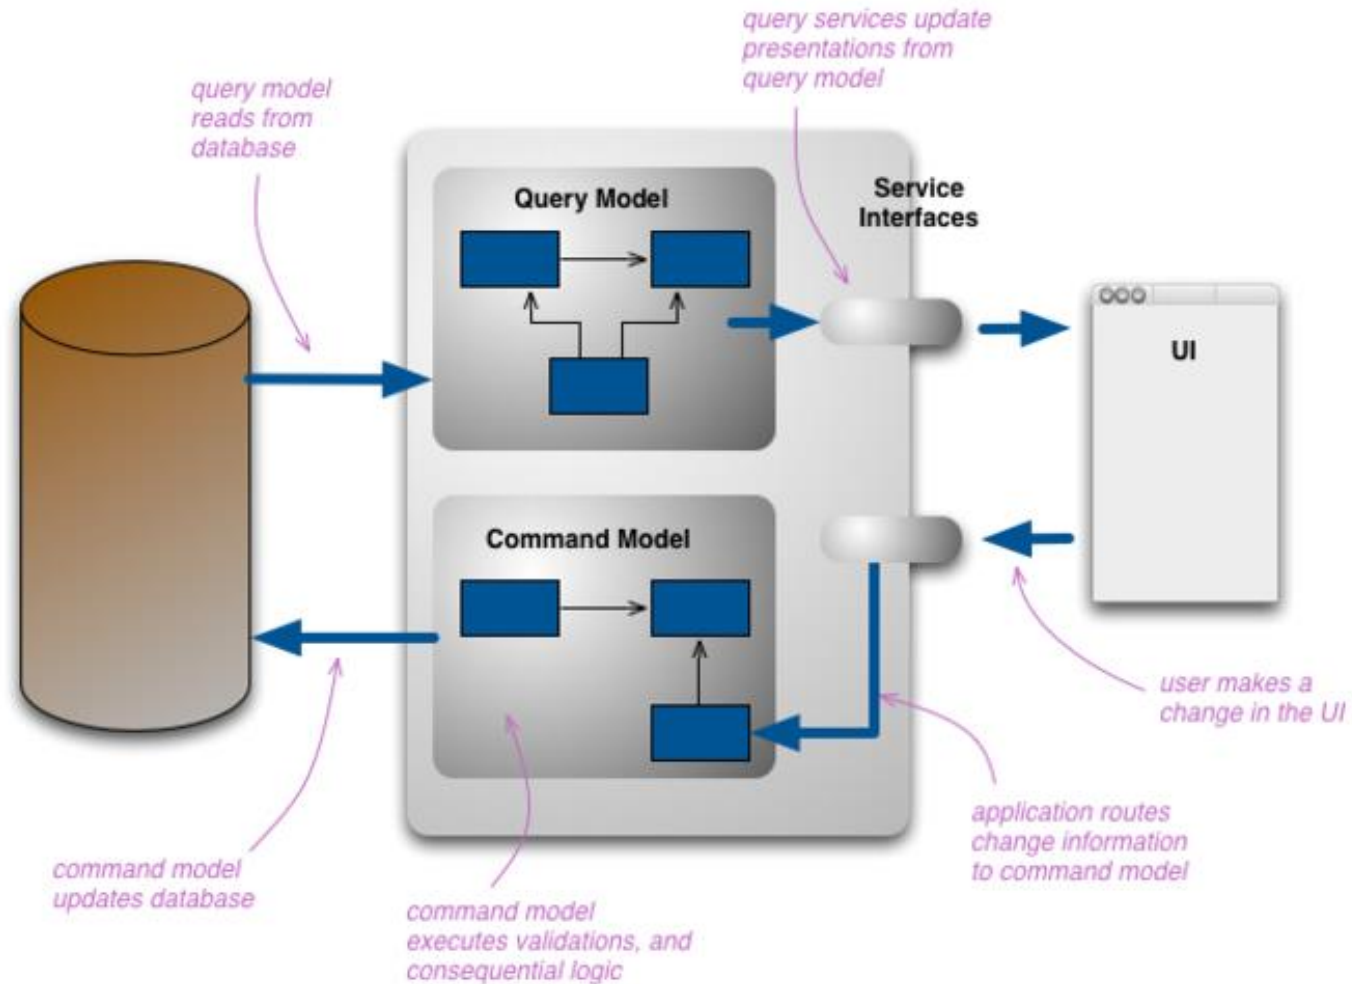 query services update
presentations from
query model
query model
reads from
database
Query Model
Service
Interfaces
UI
Command Model
user makes a
change in the UI
application routes
change information
to command model
command model
updates database
command model
executes validations, and
consequential logic